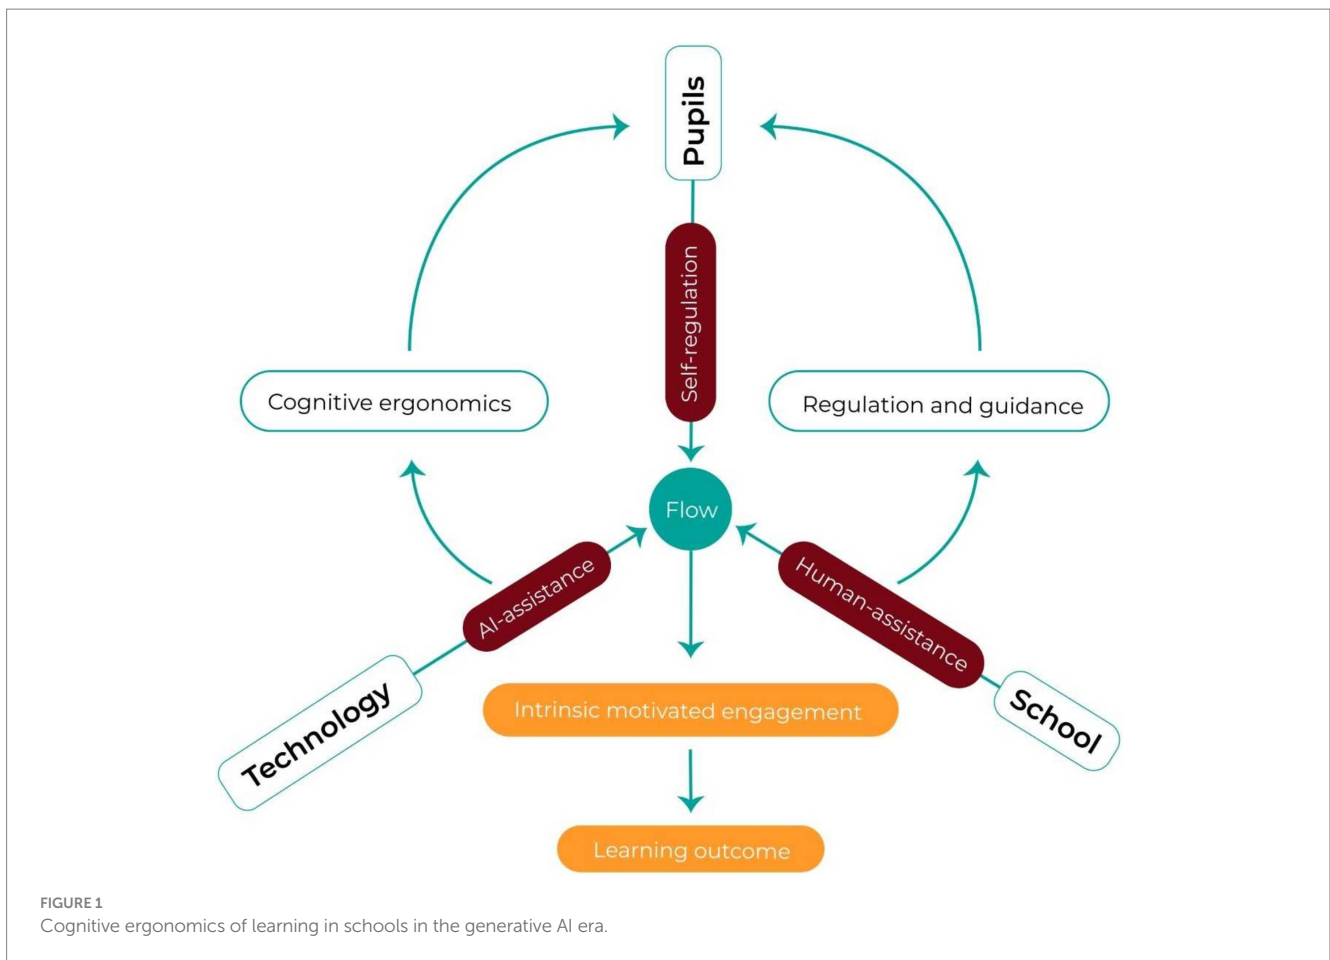 Pupils
Self-regulation
Cognitive ergonomics
Regulation and guidance
Flow
AI-assistance
Human-assistance
Technology
School
Intrinsic motivated engagement
Learning outcome
FIGURE 1
Cognitive ergonomics of learning in schools in the generative AI era.